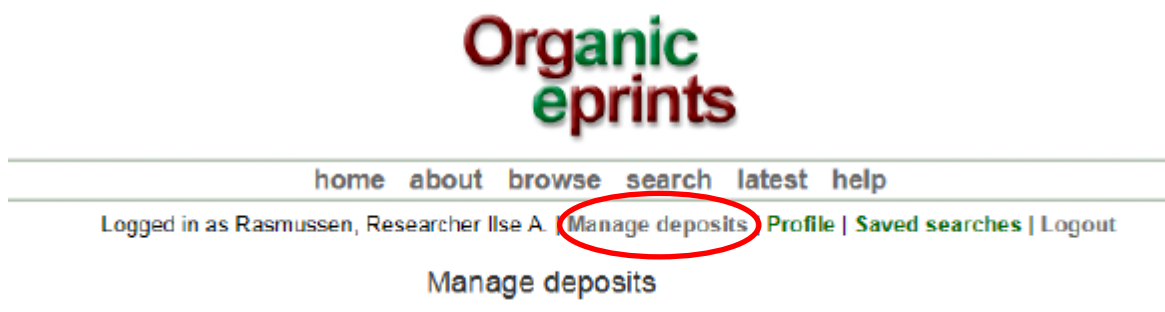 Organic
eprints
home about browse search latest help
Logged in as Rasmussen, Researcher Ilse A. | Manage deposits | Profile | Saved searches | Logout
Manage deposits